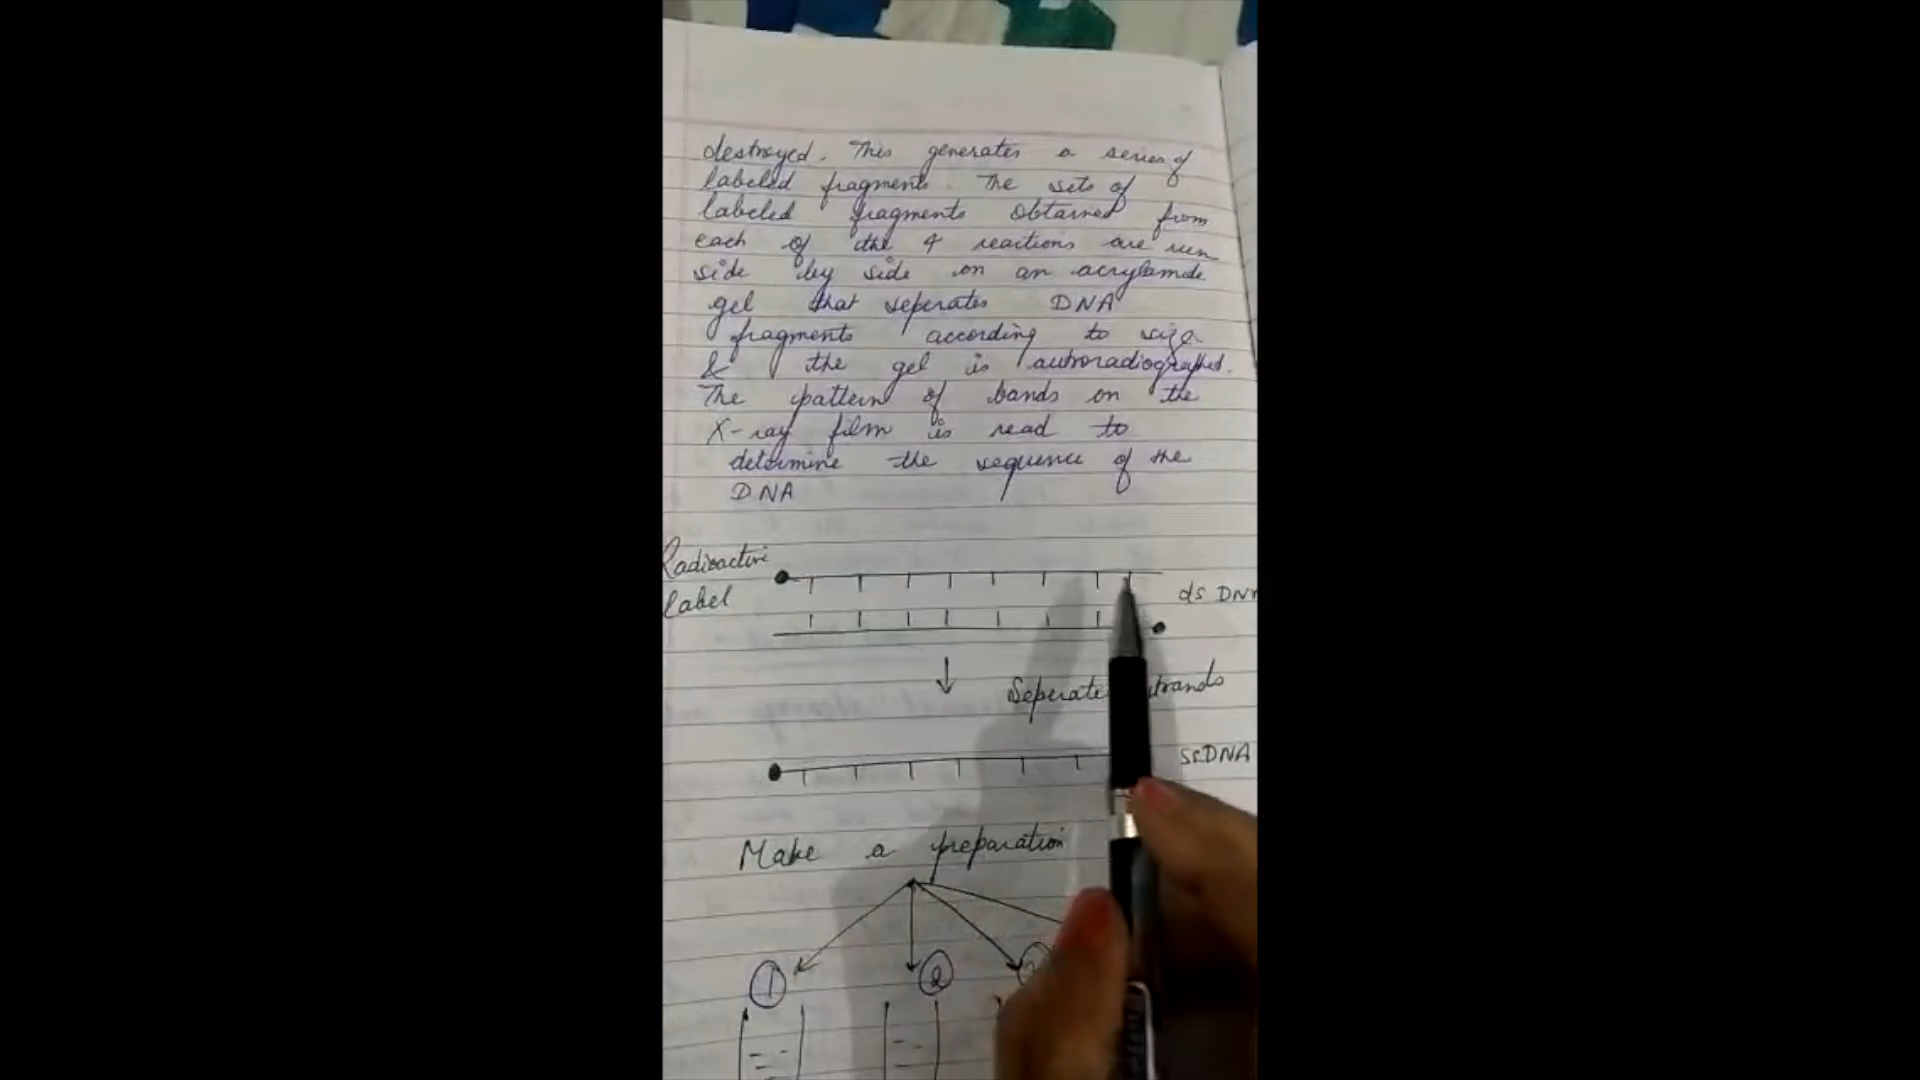 destroyed. This generates a series of
labeled fragments. The sets of
labeled fragments obtained from
each of the 4 reactions are run
side by side on an acrylamide
gel that seperates DNA
fragments according to size
& the gel is autoradiographed.
The pattern of bands on the
X-ray film is read to
determine the sequence of the
DNA
Radioactive
label
ds DNA
Seperate strands
ssDNA
Make a preparation
1 2